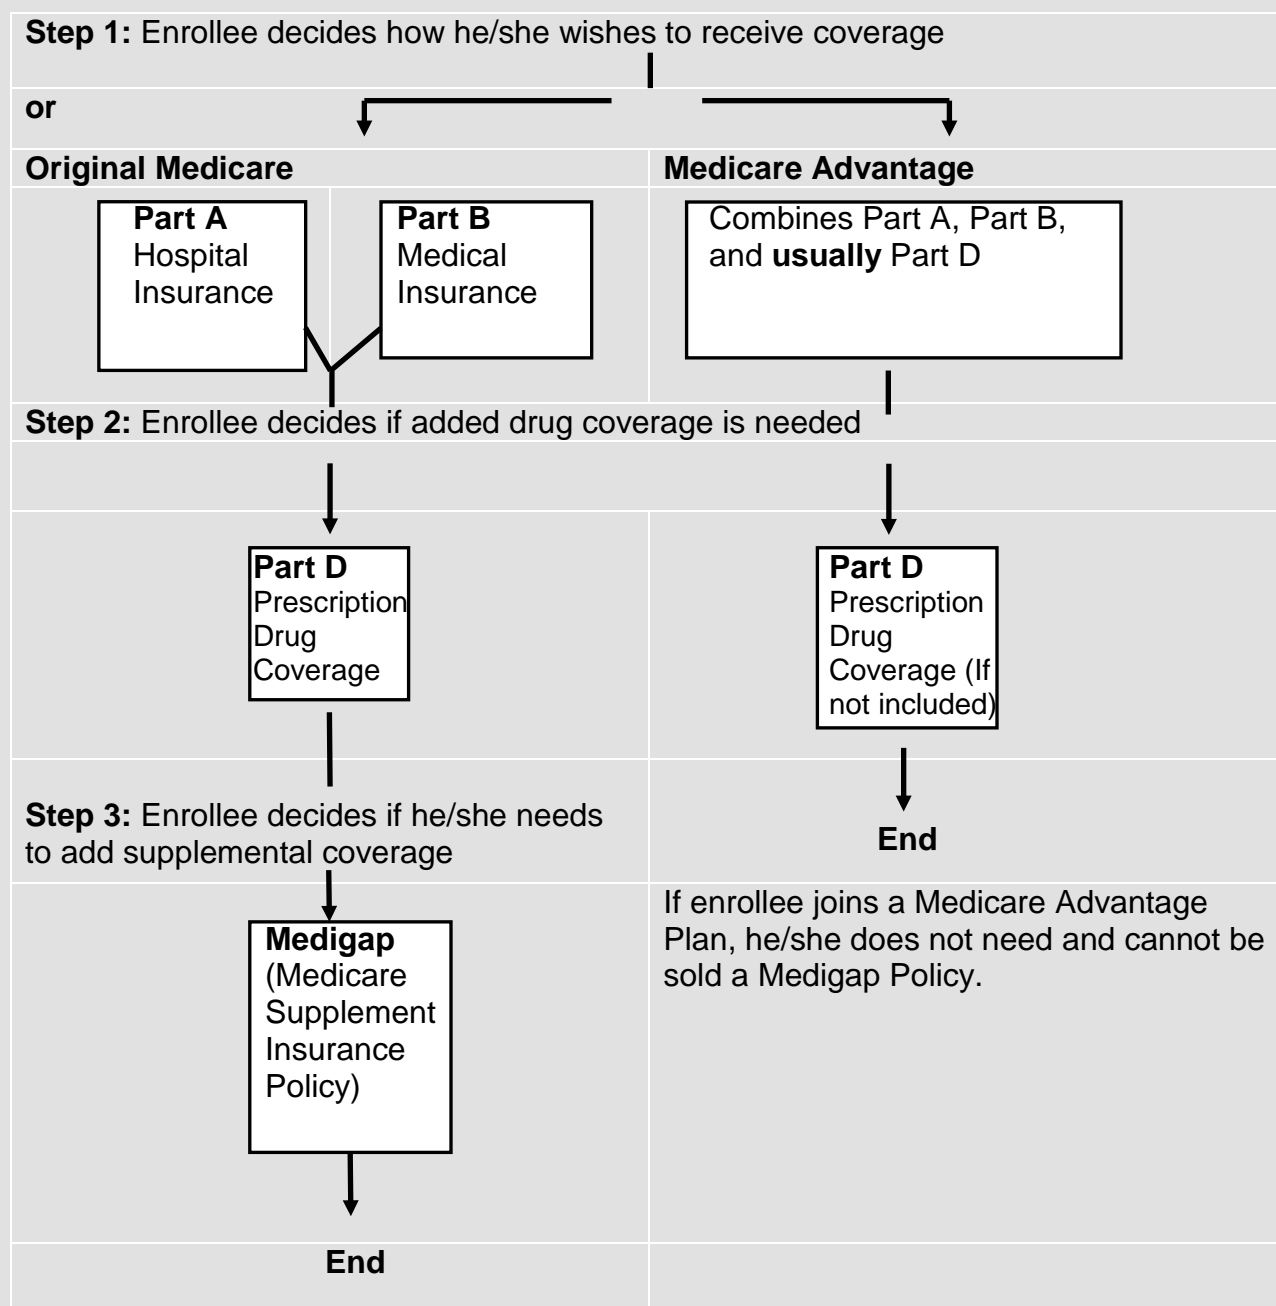 Step 1: Enrollee decides how he/she wishes to receive coverage
or
Original Medicare
Medicare Advantage
Part A
Hospital
Insurance
Part B
Medical
Insurance
Combines Part A, Part B,
and usually Part D
Step 2: Enrollee decides if added drug coverage is needed
Part D
Prescription
Drug
Coverage
Part D
Prescription
Drug
Coverage (If
not included)
Step 3: Enrollee decides if he/she needs
to add supplemental coverage
End
Medigap
(Medicare
Supplement
Insurance
Policy)
If enrollee joins a Medicare Advantage
Plan, he/she does not need and cannot be
sold a Medigap Policy.
End